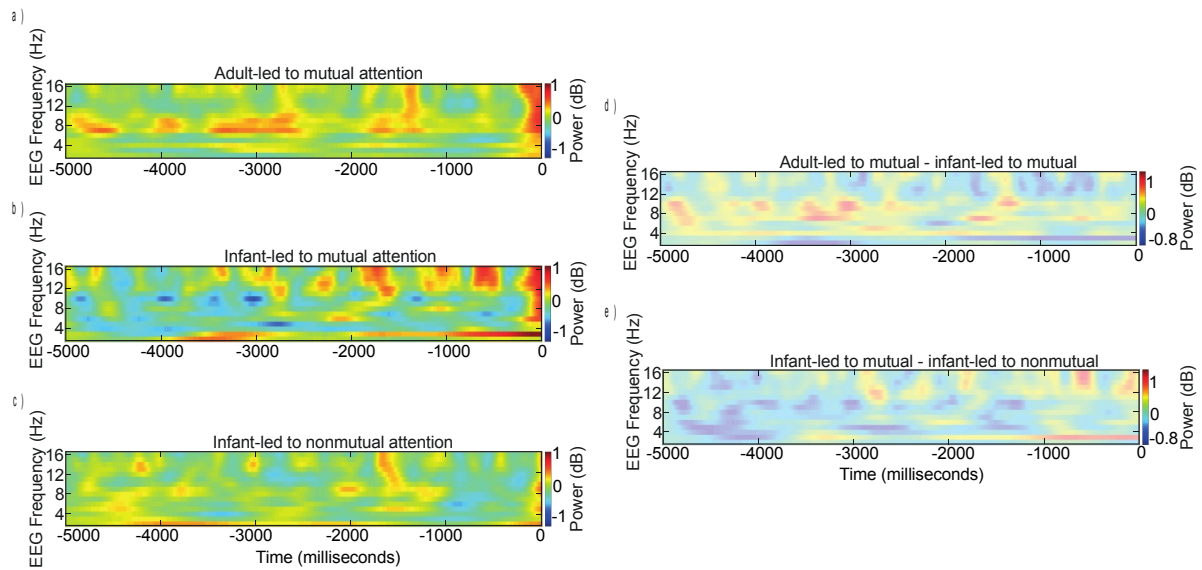 a )
Adult-led to mutual attention
EEG Frequency (Hz)
16
12
8
4
-5000 -4000 -3000 -2000 -1000 0
1
0
-1
Power (dB)
b )
Infant-led to mutual attention
EEG Frequency (Hz)
16
12
8
4
-5000 -4000 -3000 -2000 -1000 0
1
0
-1
Power (dB)
c )
Infant-led to nonmutual attention
EEG Frequency (Hz)
16
12
8
4
-5000 -4000 -3000 -2000 -1000 0
Time (milliseconds)
1
0
-1
Power (dB)
d )
Adult-led to mutual - infant-led to mutual
EEG Frequency (Hz)
16
12
8
4
-5000 -4000 -3000 -2000 -1000 0
1
0
-0.8
Power (dB)
e )
Infant-led to mutual - infant-led to nonmutual
EEG Frequency (Hz)
16
12
8
4
-5000 -4000 -3000 -2000 -1000 0
Time (milliseconds)
1
0
-0.8
Power (dB)